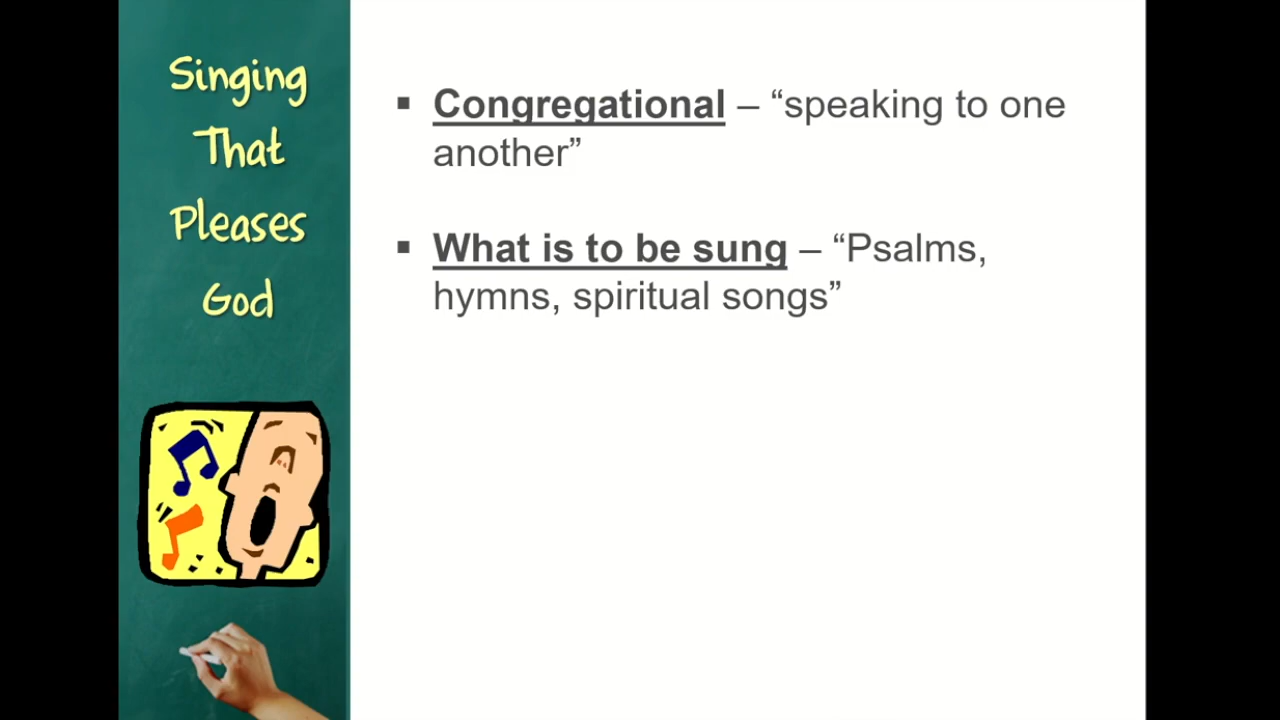 Singing
That
Pleases
God
▪ Congregational – “speaking to one
another”
▪ What is to be sung – “Psalms,
hymns, spiritual songs”